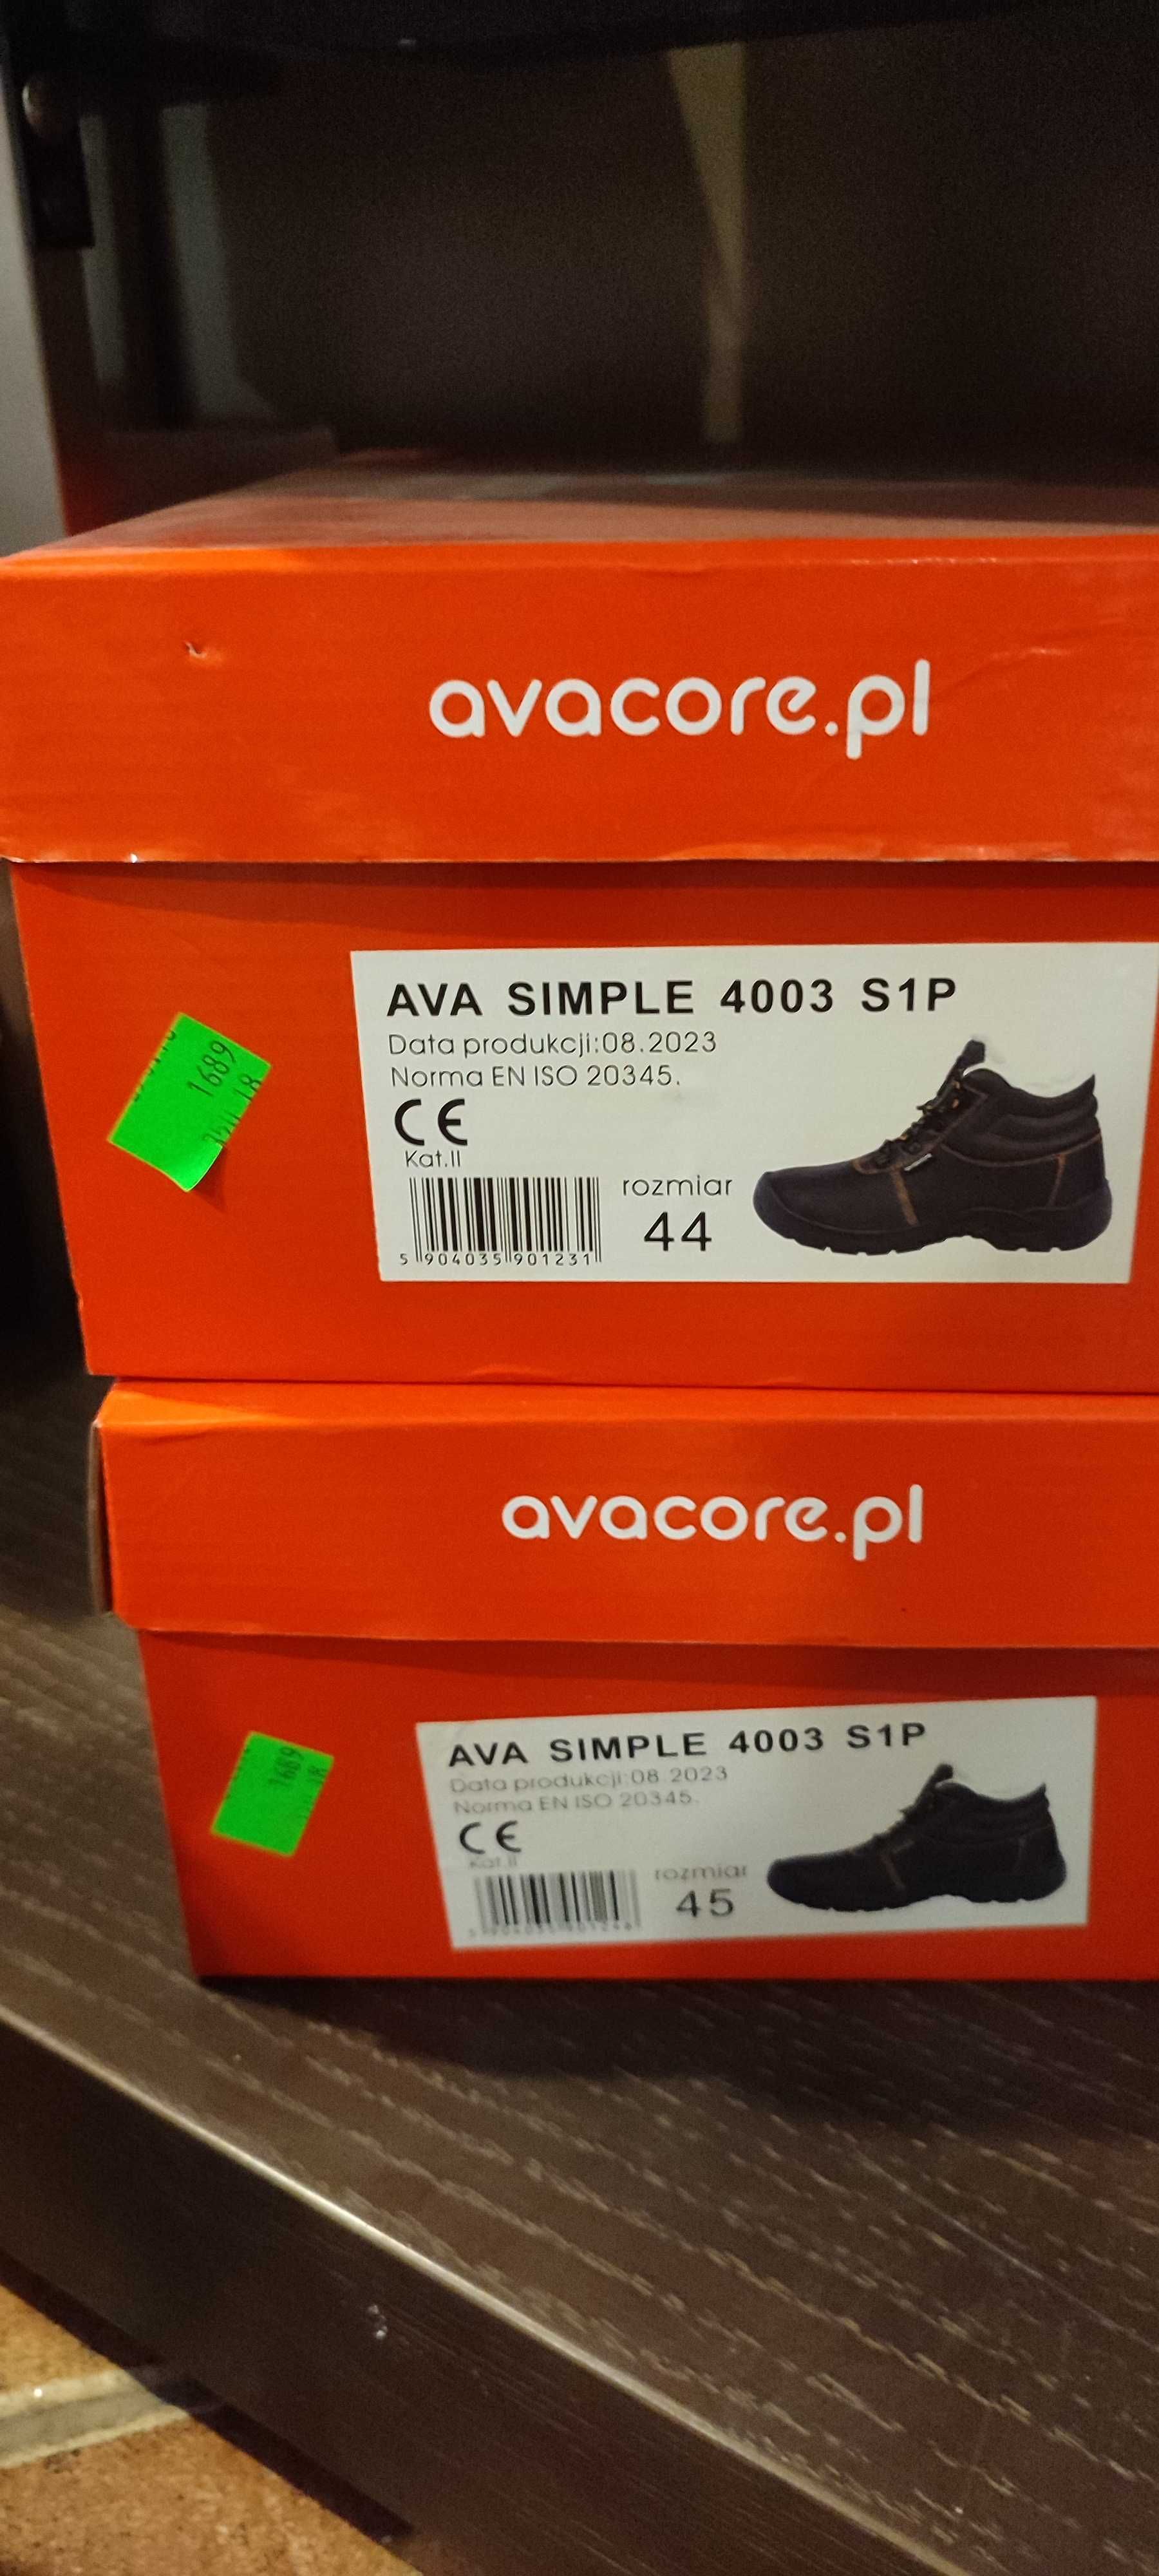 avacore.pl
AVA SIMPLE 4003 S1P
Data produkcji:08.2023
Norma EN ISO 20345.
CE
Kat.II
rozmiar
44
5 904035 901231
1689
18
avacore.pl
AVA SIMPLE 4003 S1P
Data produkcji:08.2023
Norma EN ISO 20345.
CE
Kat.II
rozmiar
45
1689
18